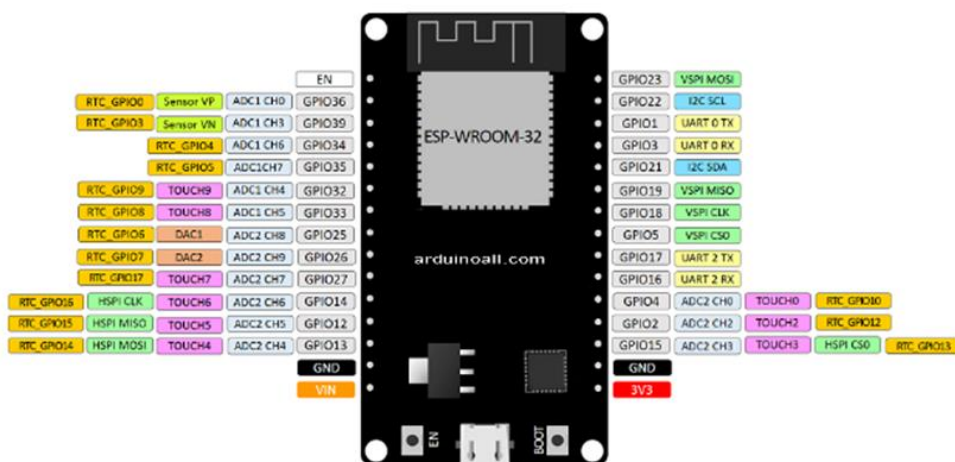 EN GPIO23 VSPI MOSI
RTC_GPIO0 Sensor VP ADC1 CH0 GPIO36 GPIO22 I2C SCL
RTC_GPIO3 Sensor VN ADC1 CH3 GPIO39 GPIO1 UART 0 TX
RTC_GPIO4 ADC1 CH6 GPIO34 ESP-WROOM-32 GPIO3 UART 0 RX
RTC_GPIO5 ADC1CH7 GPIO35 GPIO21 I2C SDA
RTC_GPIO9 TOUCH9 ADC1 CH4 GPIO32 GPIO19 VSPI MISO
RTC_GPIO8 TOUCH8 ADC1 CH5 GPIO33 GPIO18 VSPI CLK
RTC_GPIO6 DAC1 ADC2 CH8 GPIO25 GPIO5 VSPI CS0
RTC_GPIO7 DAC2 ADC2 CH9 GPIO26 arduinoall.com GPIO17 UART 2 TX
RTC_GPIO17 TOUCH7 ADC2 CH7 GPIO27 GPIO16 UART 2 RX
RTC_GPIO16 HSPI CLK TOUCH6 ADC2 CH6 GPIO14 GPIO4 ADC2 CH0 TOUCH0 RTC_GPIO10
RTC_GPIO15 HSPI MISO TOUCH5 ADC2 CH5 GPIO12 GPIO2 ADC2 CH2 TOUCH2 RTC_GPIO12
RTC_GPIO14 HSPI MOSI TOUCH4 ADC2 CH4 GPIO13 GPIO15 ADC2 CH3 TOUCH3 HSPI CS0 RTC_GPIO13
GND GND
VIN 3V3
EN BOOT